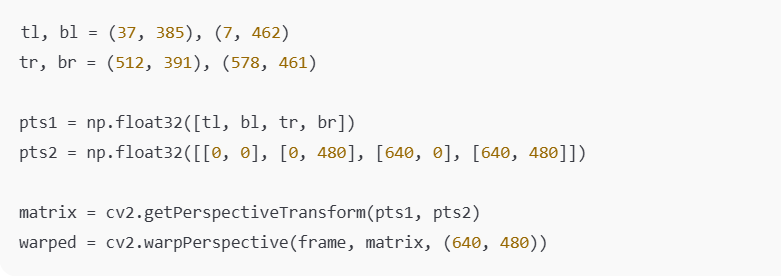 tl, bl = (37, 385), (7, 462)
tr, br = (512, 391), (578, 461)
pts1 = np.float32([tl, bl, tr, br])
pts2 = np.float32([[0, 0], [0, 480], [640, 0], [640, 480]])
matrix = cv2.getPerspectiveTransform(pts1, pts2)
warped = cv2.warpPerspective(frame, matrix, (640, 480))